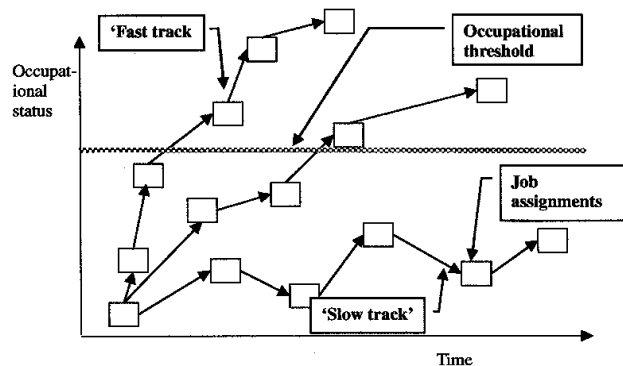 'Fast track'
Occupational
threshold
Occupat-
ional
status
Job
assignments
'Slow track'
Time